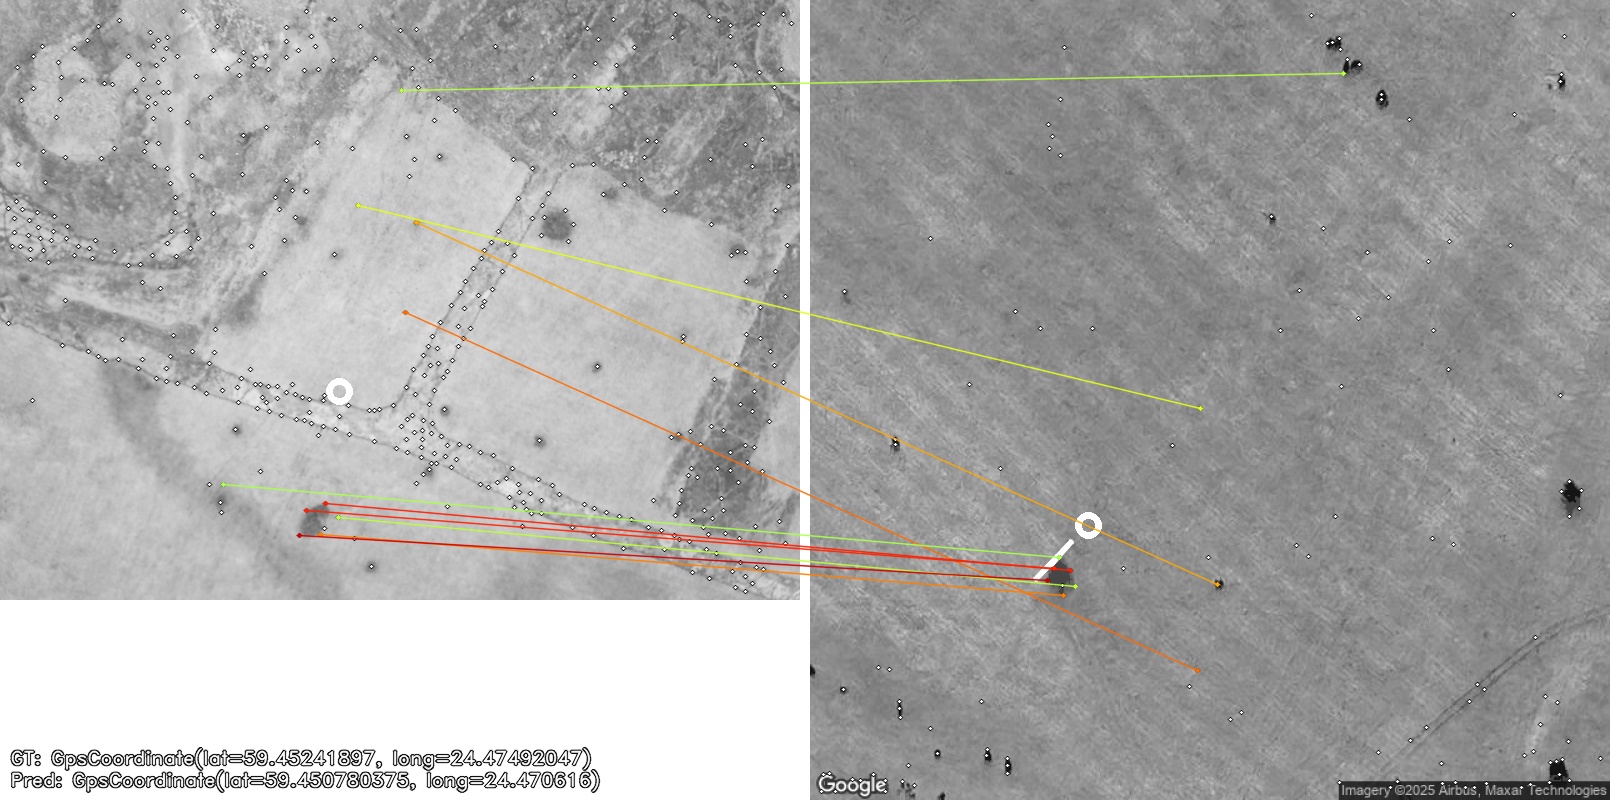 GT: GpsCoordinate(lat=59.45241897, long=24.47492047)
Pred: GpsCoordinate(lat=59.450780375, long=24.470616)
Google
Imagery ©2025 Airbus, Maxar Technologies